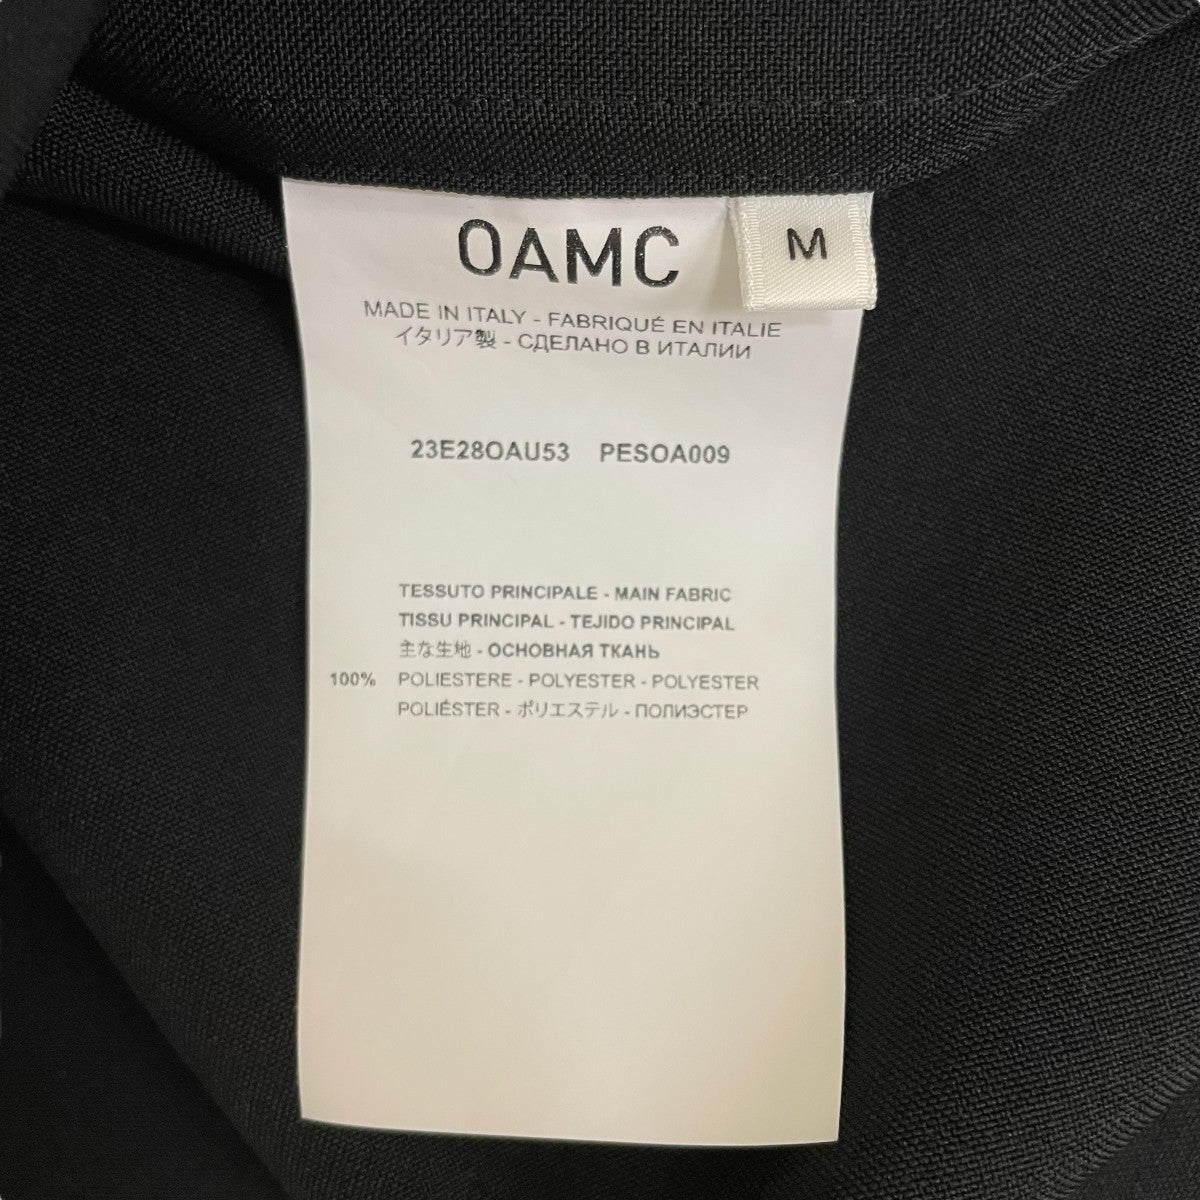 OAMC
M
MADE IN ITALY - FABRIQUÉ EN ITALIE
イタリア製 - СДЕЛАНО В ИТАЛИИ
23E28OAU53 PESOA009
TESSUTO PRINCIPALE - MAIN FABRIC
TISSU PRINCIPAL - TEJIDO PRINCIPAL
主な生地 - ОСНОВНАЯ ТКАНЬ
100% POLIESTERE - POLYESTER - POLYESTER
POLIÉSTER - ポリエステル - ПОЛИЭСТЕР